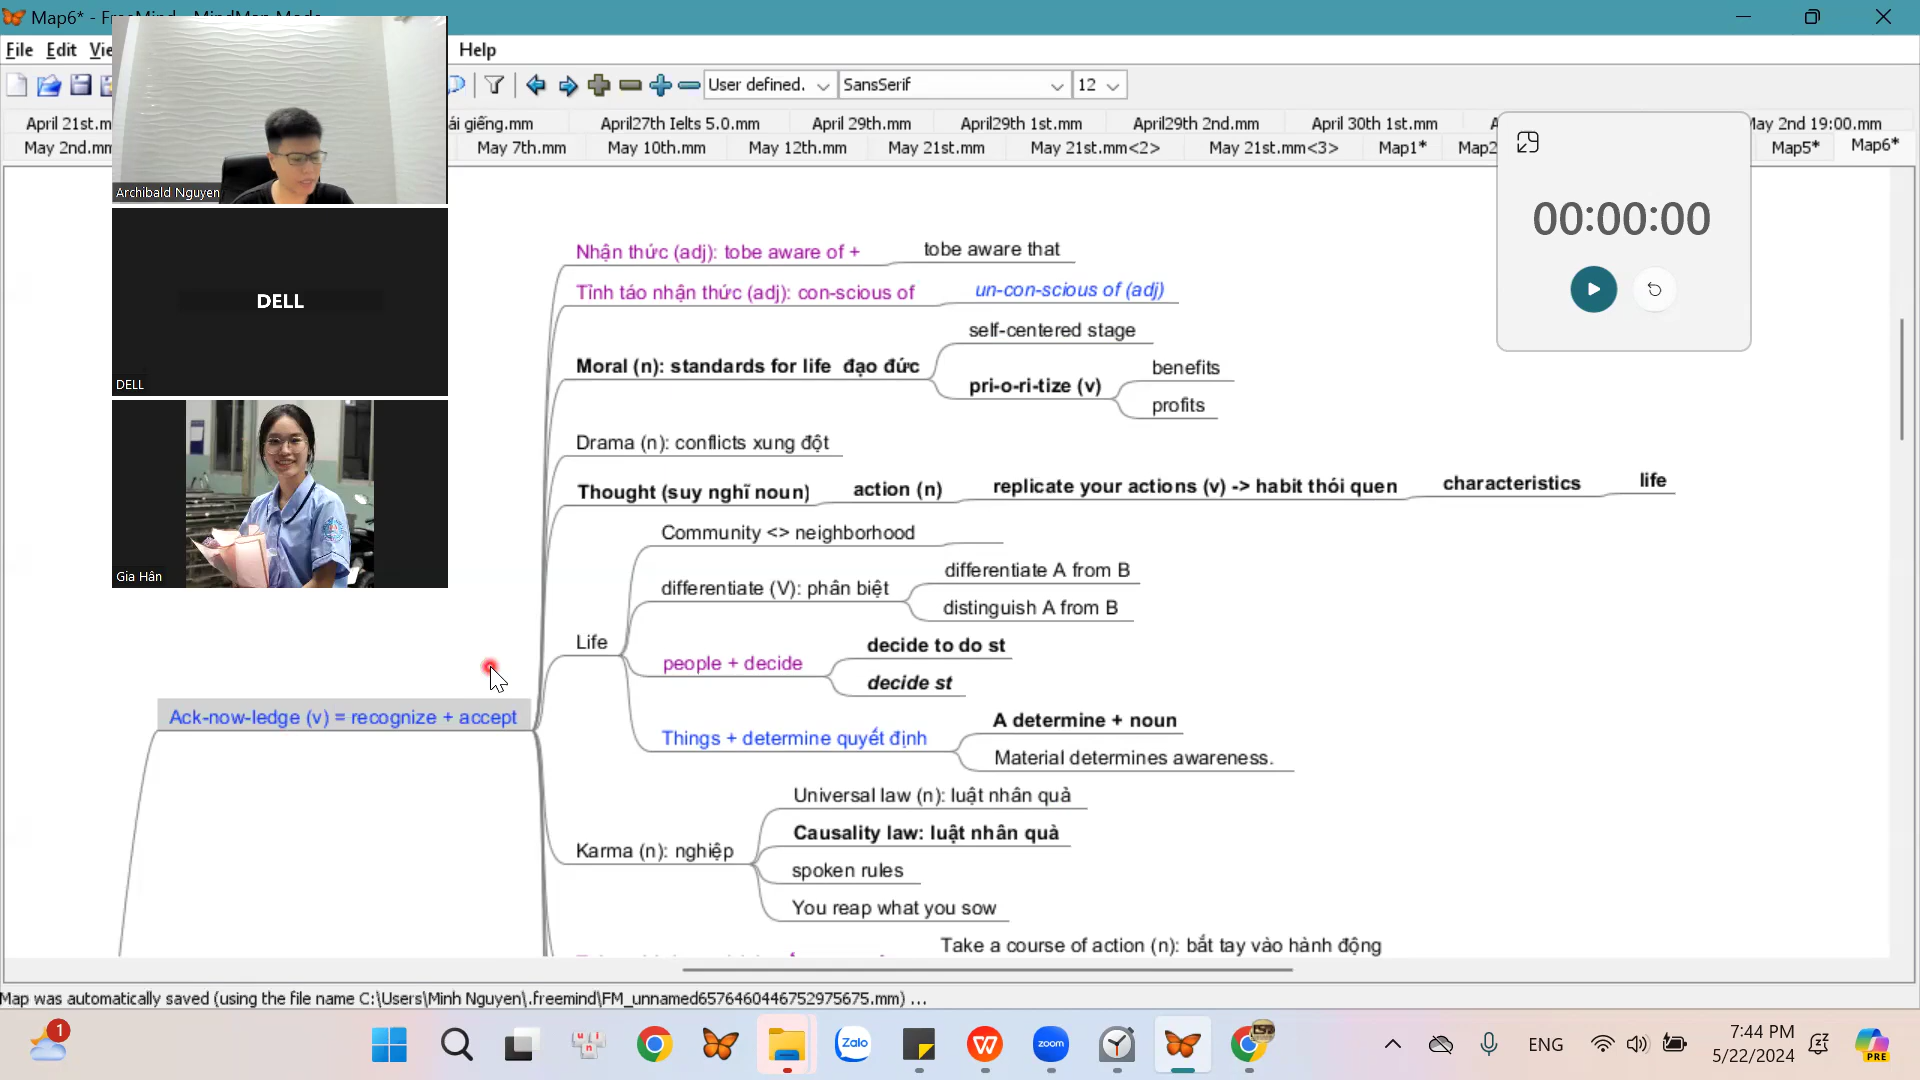 Map6* - FreeMind - MindMap Mode
File Edit Vie Help
User defined. SansSerif 12
April 21st.m ái giếng.mm April27th Ielts 5.0.mm April 29th.mm April29th 1st.mm April29th 2nd.mm April 30th 1st.mm May 2nd 19:00.mm
May 2nd.mm May 7th.mm May 10th.mm May 12th.mm May 21st.mm May 21st.mm<2> May 21st.mm<3> Map1* Map2 Map5* Map6*
Archibald Nguyen
DELL
DELL
Gia Hân
00:00:00
Nhận thức (adj): tobe aware of +
tobe aware that
Tỉnh táo nhận thức (adj): con-scious of
un-con-scious of (adj)
Moral (n): standards for life đạo đức
self-centered stage
pri-o-ri-tize (v)
benefits
profits
Drama (n): conflicts xung đột
Thought (suy nghĩ noun)
action (n)
replicate your actions (v) -> habit thói quen
characteristics
life
Life
Community <> neighborhood
differentiate (V): phân biệt
differentiate A from B
distinguish A from B
people + decide
decide to do st
decide st
Things + determine quyết định
A determine + noun
Material determines awareness.
Ack-now-ledge (v) = recognize + accept
Karma (n): nghiệp
Universal law (n): luật nhân quả
Causality law: luật nhân quả
spoken rules
You reap what you sow
Take a course of action (n): bắt tay vào hành động
Map was automatically saved (using the file name C:\Users\Minh Nguyen\.freemind\FM_unnamed6576460446752975675.mm) ...
1
Zalo
zoom
ENG
7:44 PM
5/22/2024
PRE